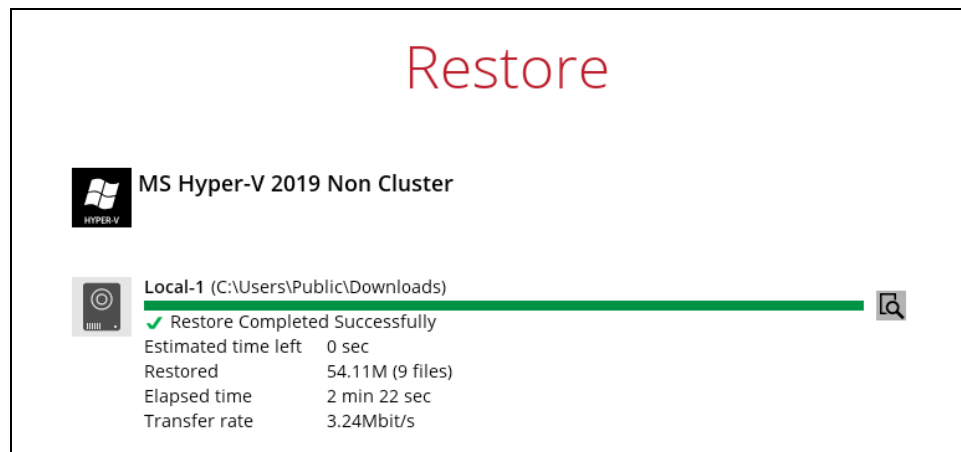 Restore
MS Hyper-V 2019 Non Cluster
HYPER-V
Local-1 (C:\Users\Public\Downloads)
Restore Completed Successfully
Estimated time left 0 sec
Restored 54.11M (9 files)
Elapsed time 2 min 22 sec
Transfer rate 3.24Mbit/s